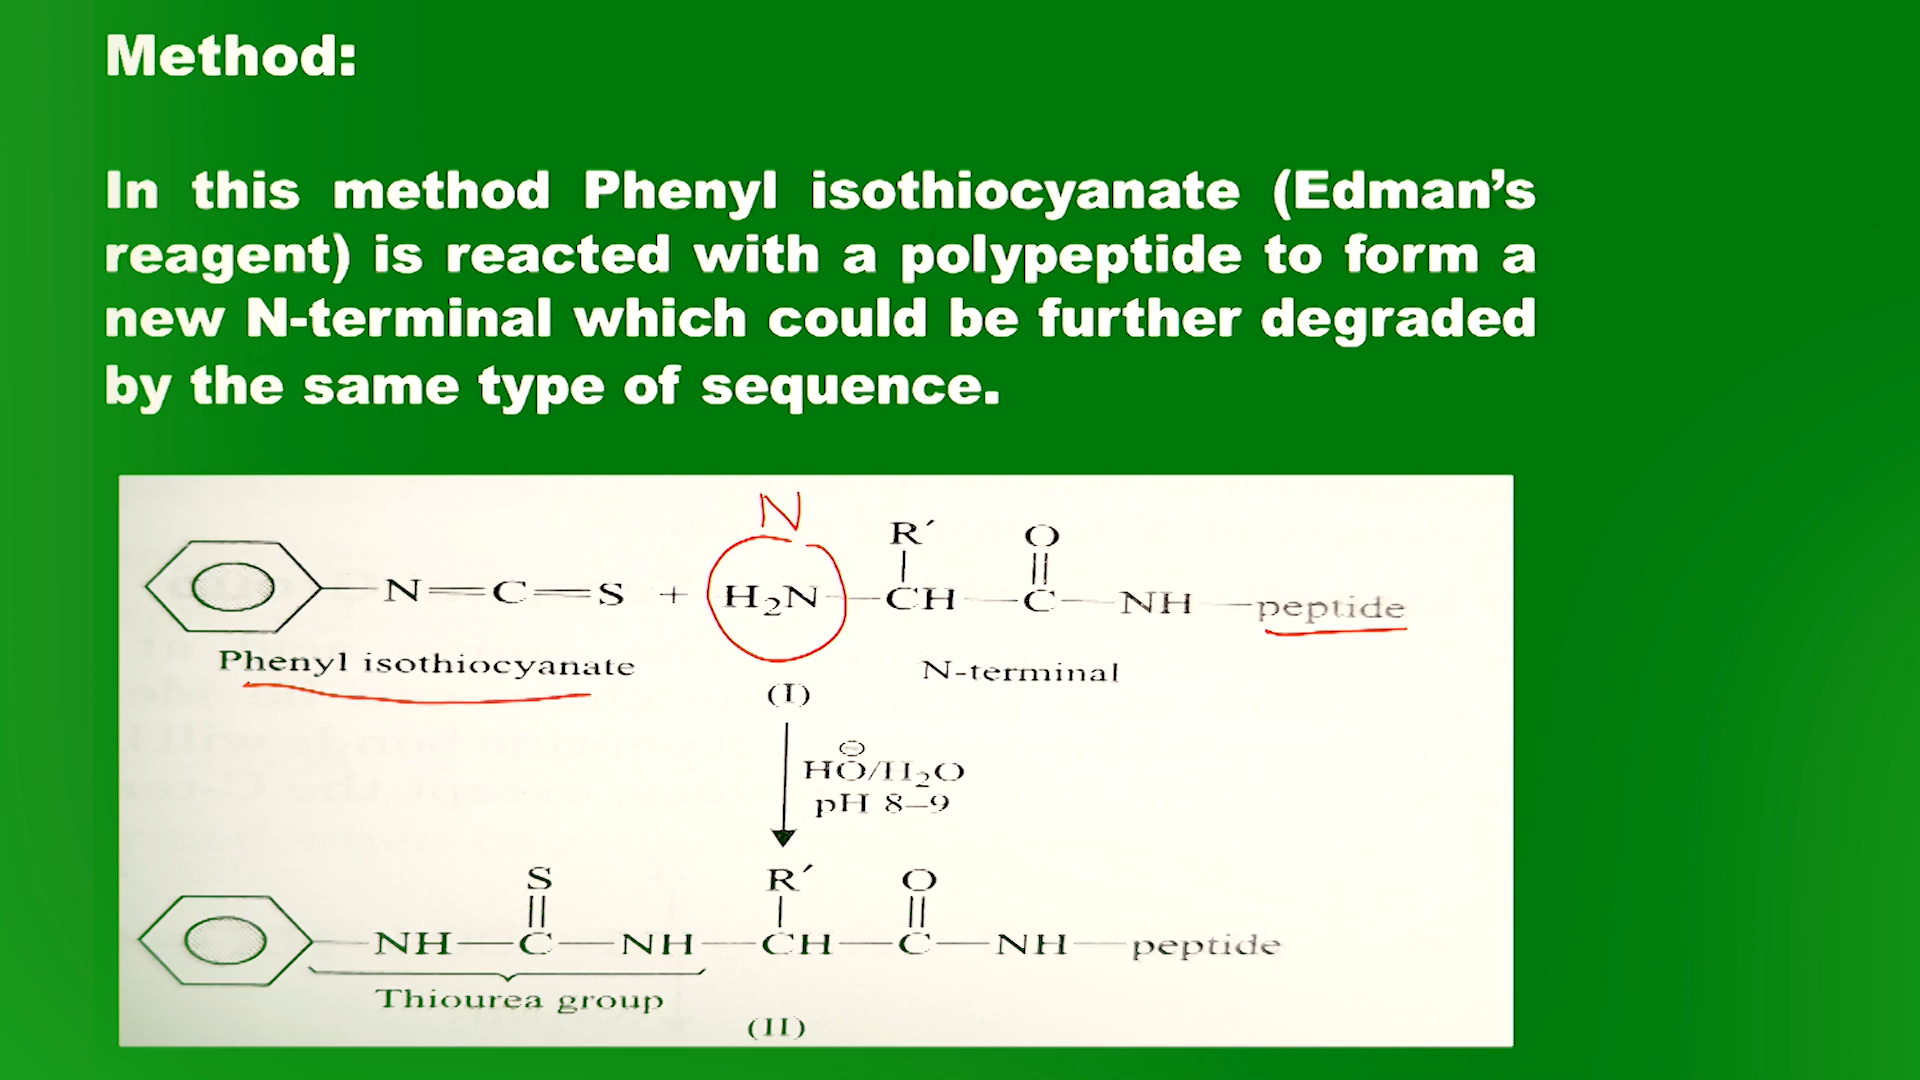 Method:
In this method Phenyl isothiocyanate (Edman’s
reagent) is reacted with a polypeptide to form a
new N-terminal which could be further degraded
by the same type of sequence.
N
R′ O
N=C=S + H₂N—CH—C—NH—peptide
Phenyl isothiocyanate N-terminal
(I)
⊖
HO/H₂O
pH 8–9
S R′ O
NH—C—NH—CH—C—NH—peptide
Thiourea group
(II)